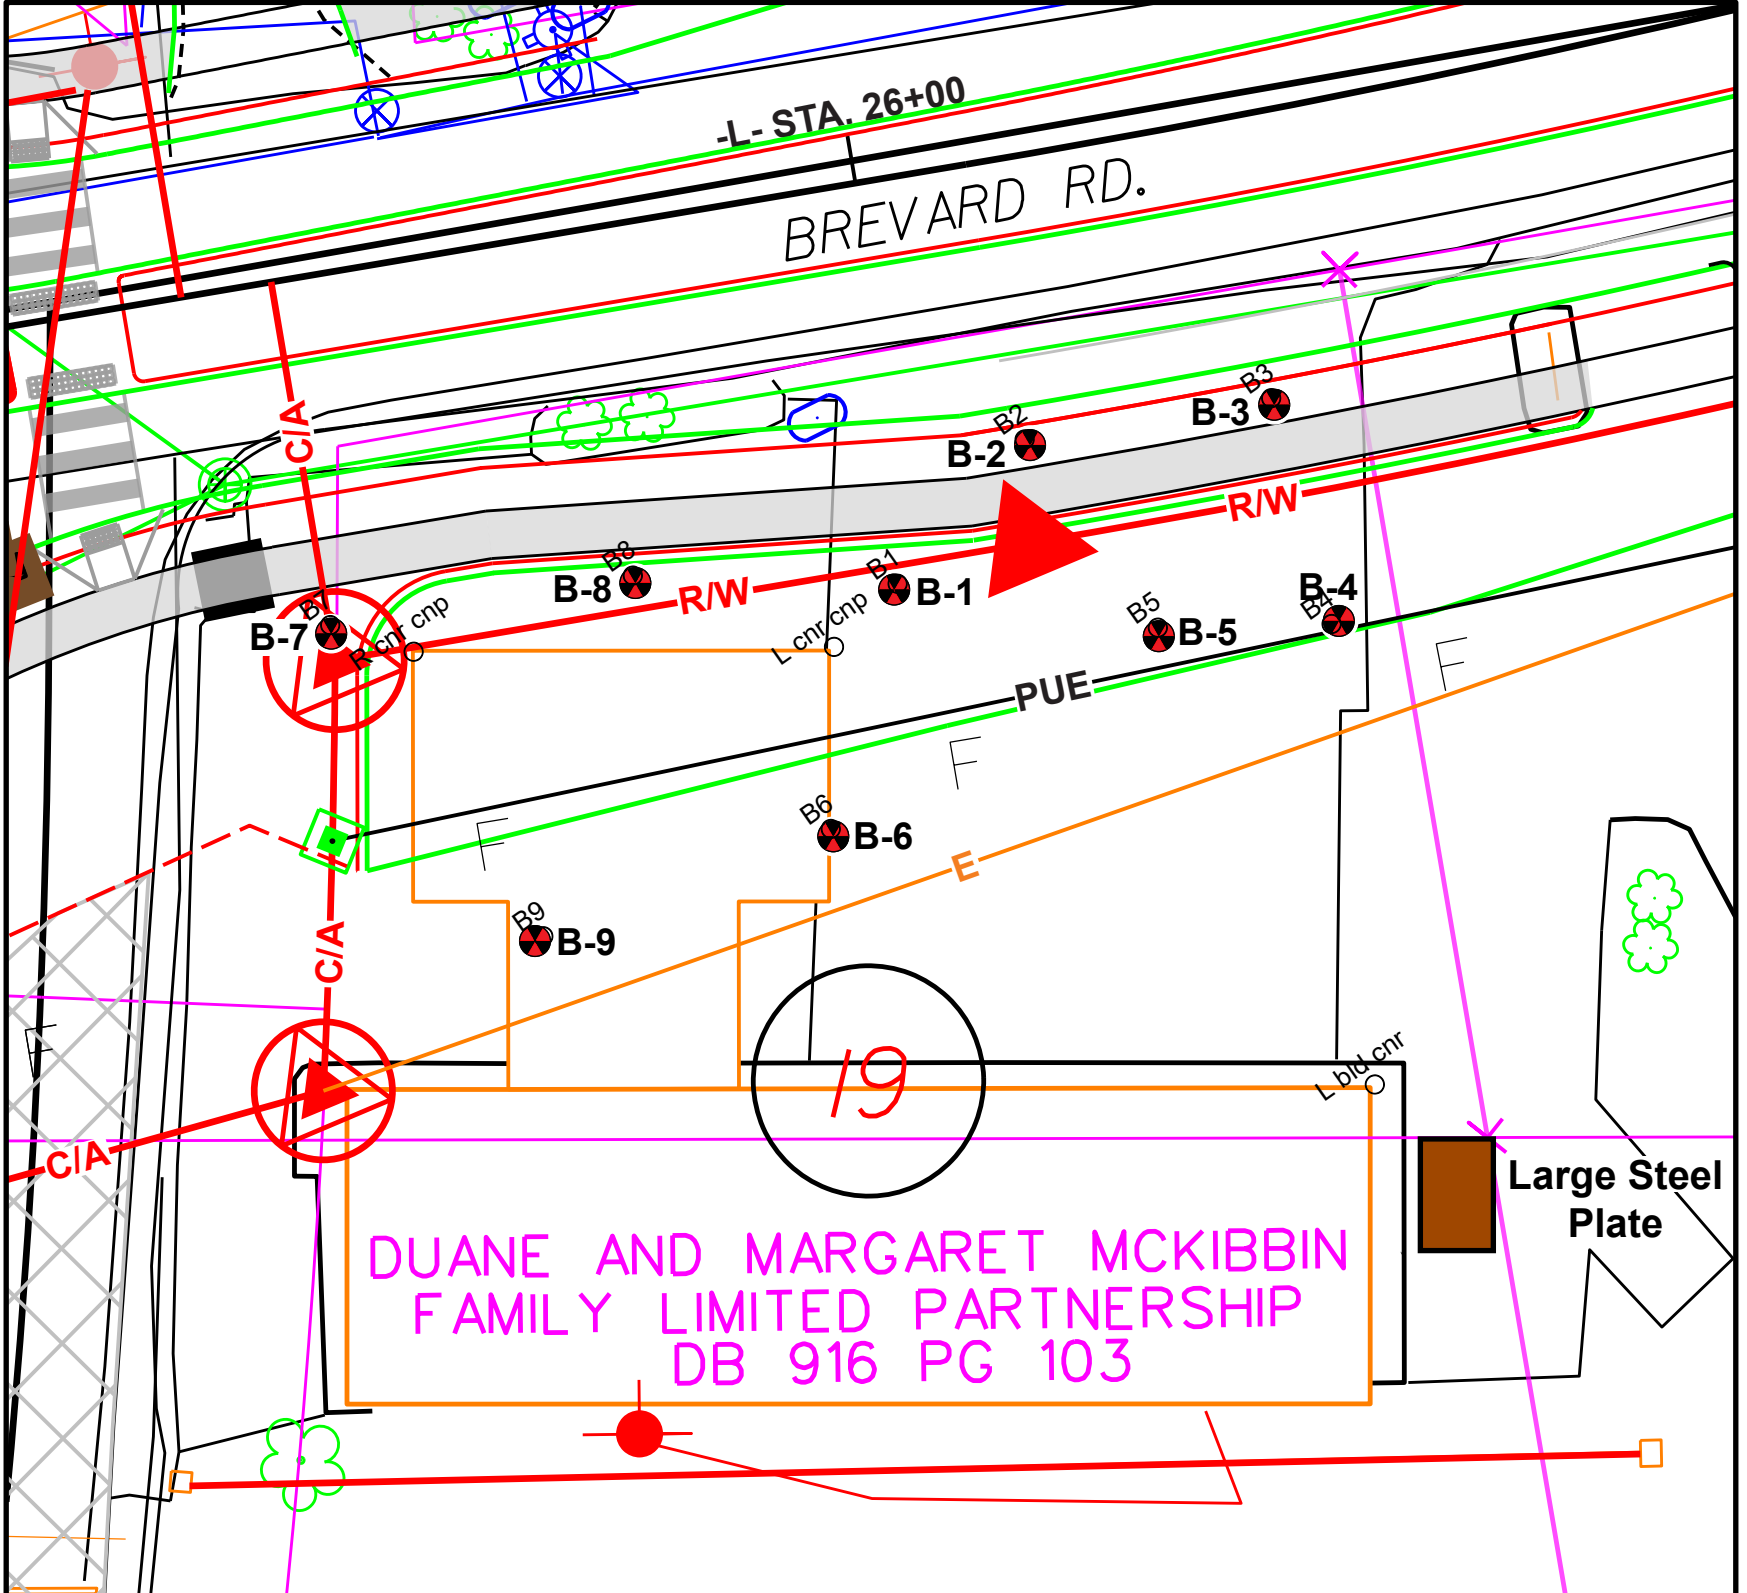 -L- STA. 26+00
BREVARD RD.
C/A
B3
B-3
B2
B-2
R/W
B8
B-8
R/W
B1
B-1
B7
B-7
R cnr cnp
L cnr cnp
B5
B-5
B-4
B4
F
PUE
F
F
B6
B-6
E
B9
B-9
C/A
F
19
L bld cnr
C/A
Large Steel
Plate
DUANE AND MARGARET MCKIBBIN
FAMILY LIMITED PARTNERSHIP
DB 916 PG 103